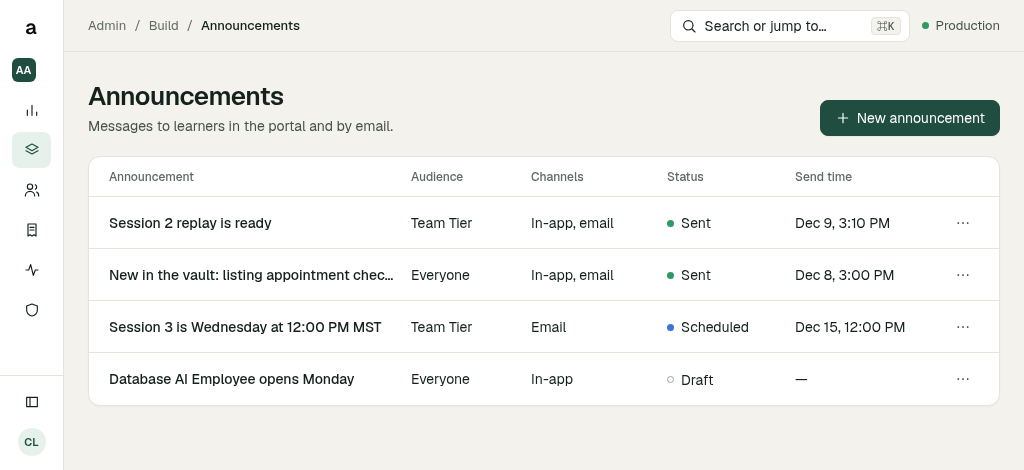 a
Admin / Build / Announcements
Search or jump to…
⌘K
Production
AA
Announcements
Messages to learners in the portal and by email.
New announcement
Announcement Audience Channels Status Send time
Session 2 replay is ready Team Tier In-app, email Sent Dec 9, 3:10 PM
New in the vault: listing appointment chec… Everyone In-app, email Sent Dec 8, 3:00 PM
Session 3 is Wednesday at 12:00 PM MST Team Tier Email Scheduled Dec 15, 12:00 PM
Database AI Employee opens Monday Everyone In-app Draft —
CL